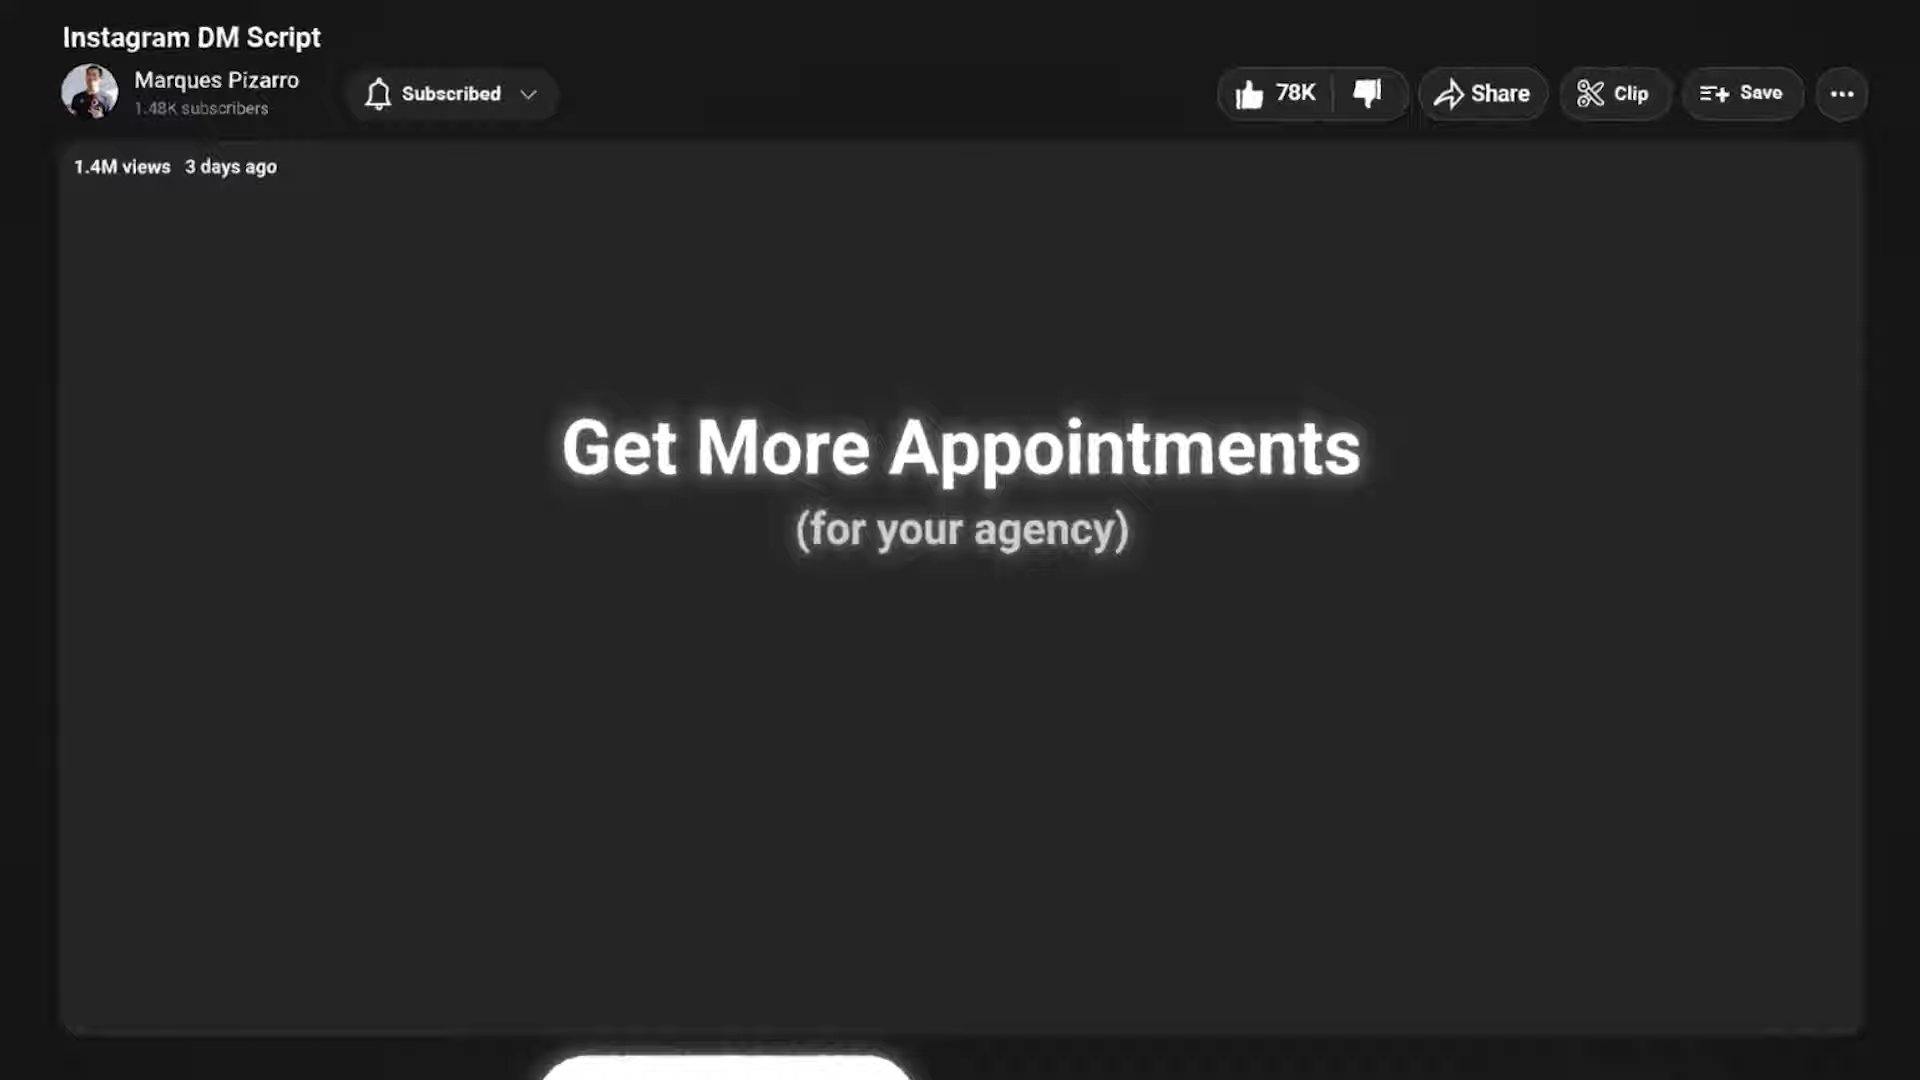 Instagram DM Script
Marques Pizarro
1.48K subscribers
Subscribed
78K
Share
Clip
Save
1.4M views 3 days ago
Get More Appointments
(for your agency)